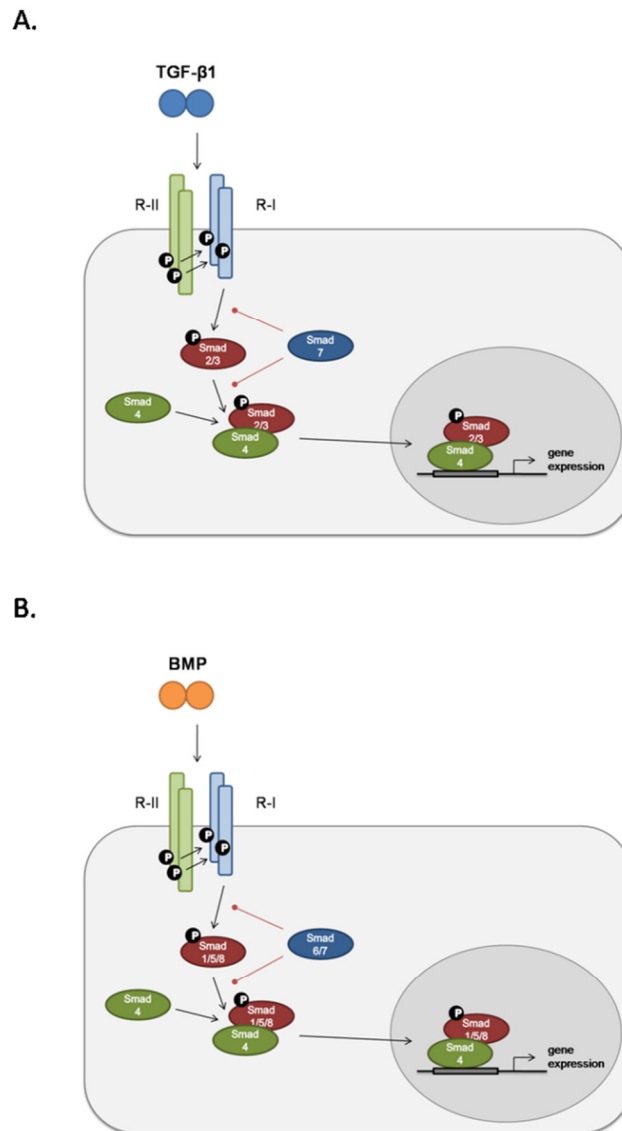 A.
TGF-β1
R-II
R-I
P
P
P
P
P
Smad
2/3
Smad
7
Smad
4
P
Smad
2/3
Smad
4
P
Smad
2/3
Smad
4
gene
expression
B.
BMP
R-II
R-I
P
P
P
P
P
Smad
1/5/8
Smad
6/7
Smad
4
P
Smad
1/5/8
Smad
4
P
Smad
1/5/8
Smad
4
gene
expression